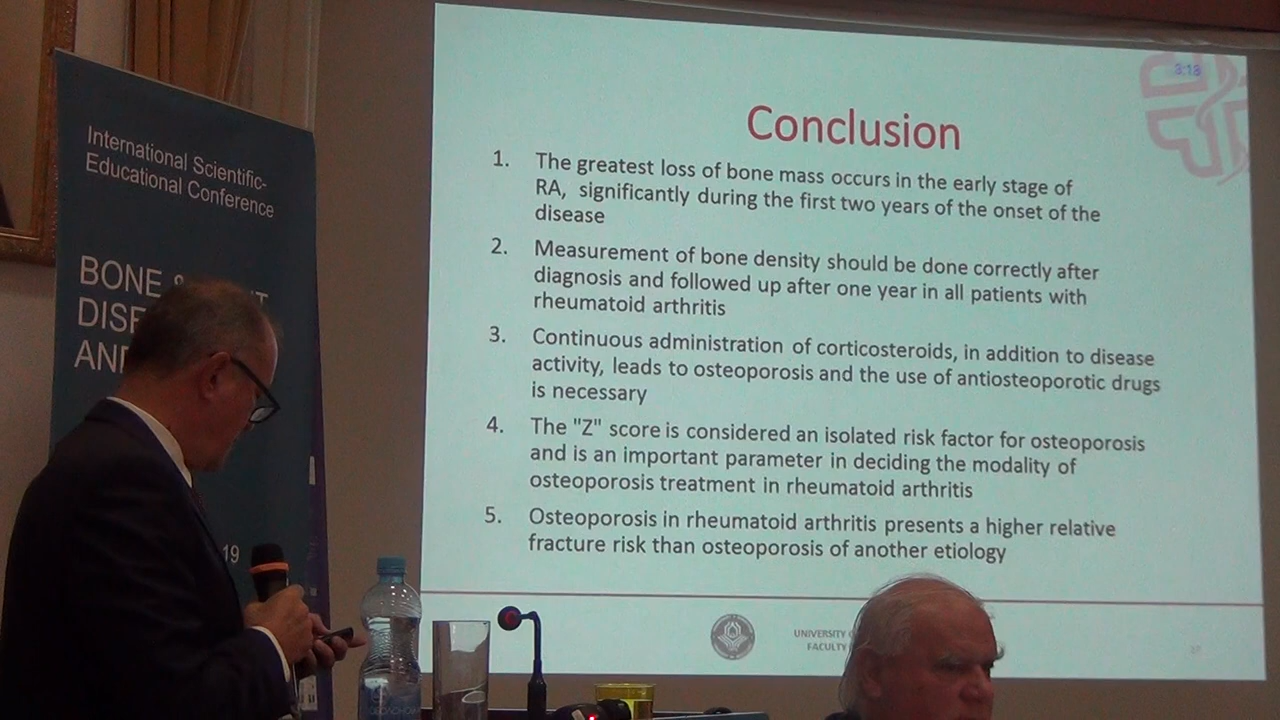 International Scientific-
Educational Conference
BONE &
DISE
AND
19
3:13
Conclusion
1. The greatest loss of bone mass occurs in the early stage of
RA, significantly during the first two years of the onset of the
disease
2. Measurement of bone density should be done correctly after
diagnosis and followed up after one year in all patients with
rheumatoid arthritis
3. Continuous administration of corticosteroids, in addition to disease
activity, leads to osteoporosis and the use of antiosteoporotic drugs
is necessary
4. The "Z" score is considered an isolated risk factor for osteoporosis
and is an important parameter in deciding the modality of
osteoporosis treatment in rheumatoid arthritis
5. Osteoporosis in rheumatoid arthritis presents a higher relative
fracture risk than osteoporosis of another etiology
UNIVERSITY
FACULTY